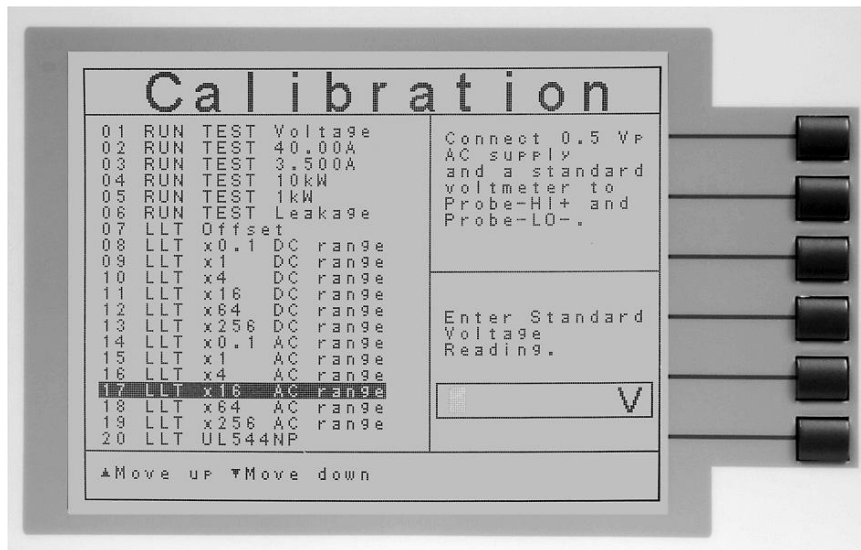 Calibration
01 RUN TEST Voltage
02 RUN TEST 40.00A
03 RUN TEST 3.500A
04 RUN TEST 10kW
05 RUN TEST 1kW
06 RUN TEST Leakage
07 LLT Offset
08 LLT x0.1 DC range
09 LLT x1 DC range
10 LLT x4 DC range
11 LLT x16 DC range
12 LLT x64 DC range
13 LLT x256 DC range
14 LLT x0.1 AC range
15 LLT x1 AC range
16 LLT x4 AC range
17 LLT x16 AC range
18 LLT x64 AC range
19 LLT x256 AC range
20 LLT UL544NP
Connect 0.5 Vp
AC supply
and a standard
voltmeter to
Probe-HI+ and
Probe-LO-.
Enter Standard
Voltage
Reading.
V
▲Move up ▼Move down